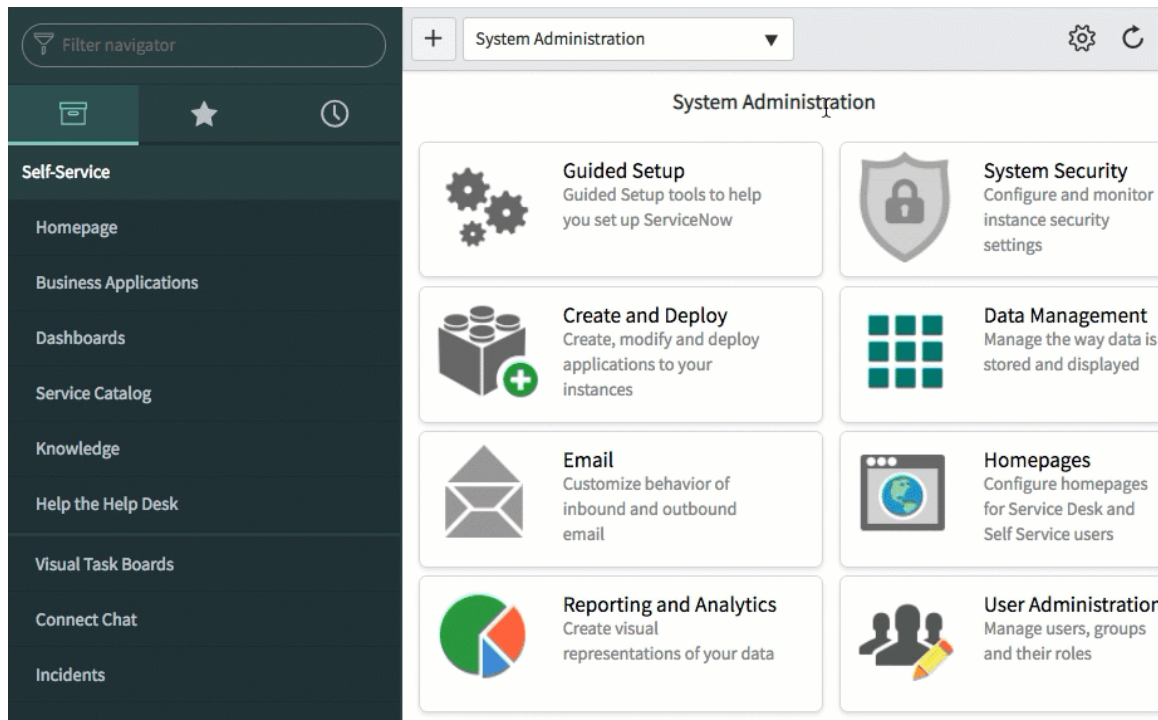 Filter navigator
Self-Service
Homepage
Business Applications
Dashboards
Service Catalog
Knowledge
Help the Help Desk
Visual Task Boards
Connect Chat
Incidents
System Administration
System Administration
Guided Setup
Guided Setup tools to help
you set up ServiceNow
System Security
Configure and monitor
instance security
settings
Create and Deploy
Create, modify and deploy
applications to your
instances
Data Management
Manage the way data is
stored and displayed
Email
Customize behavior of
inbound and outbound
email
Homepages
Configure homepages
for Service Desk and
Self Service users
Reporting and Analytics
Create visual
representations of your data
User Administration
Manage users, groups
and their roles